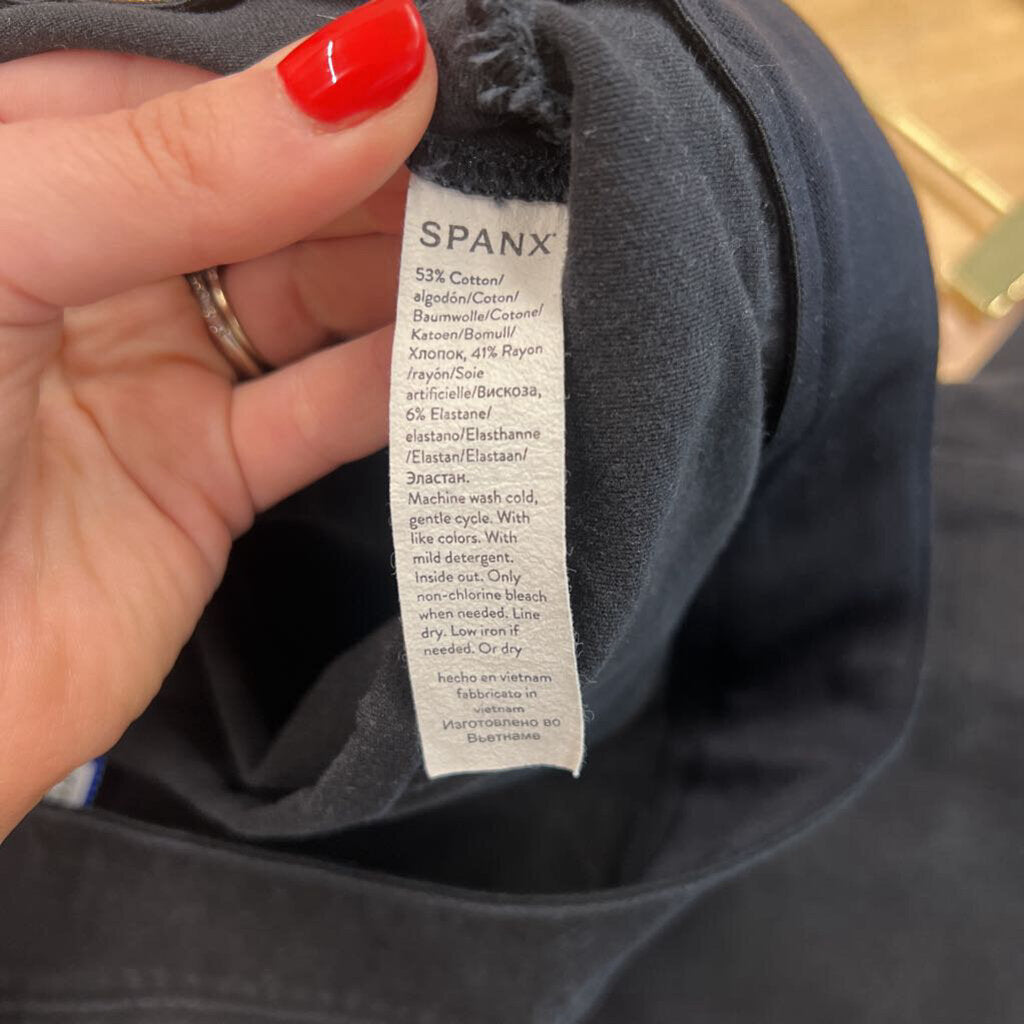 SPANX
53% Cotton/
algodón/Coton/
Baumwolle/Cotone/
Katoen/Bomull/
Хлопок, 41% Rayon
/rayón/Soie
artificielle/Вискоза,
6% Elastane/
elastano/Elasthanne
/Elastan/Elastaan/
Эластан.
Machine wash cold,
gentle cycle. With
like colors. With
mild detergent.
Inside out. Only
non-chlorine bleach
when needed. Line
dry. Low iron if
needed. Or dry
hecho en vietnam
fabbricato in
vietnam
Изготовлено во
Вьетнаме